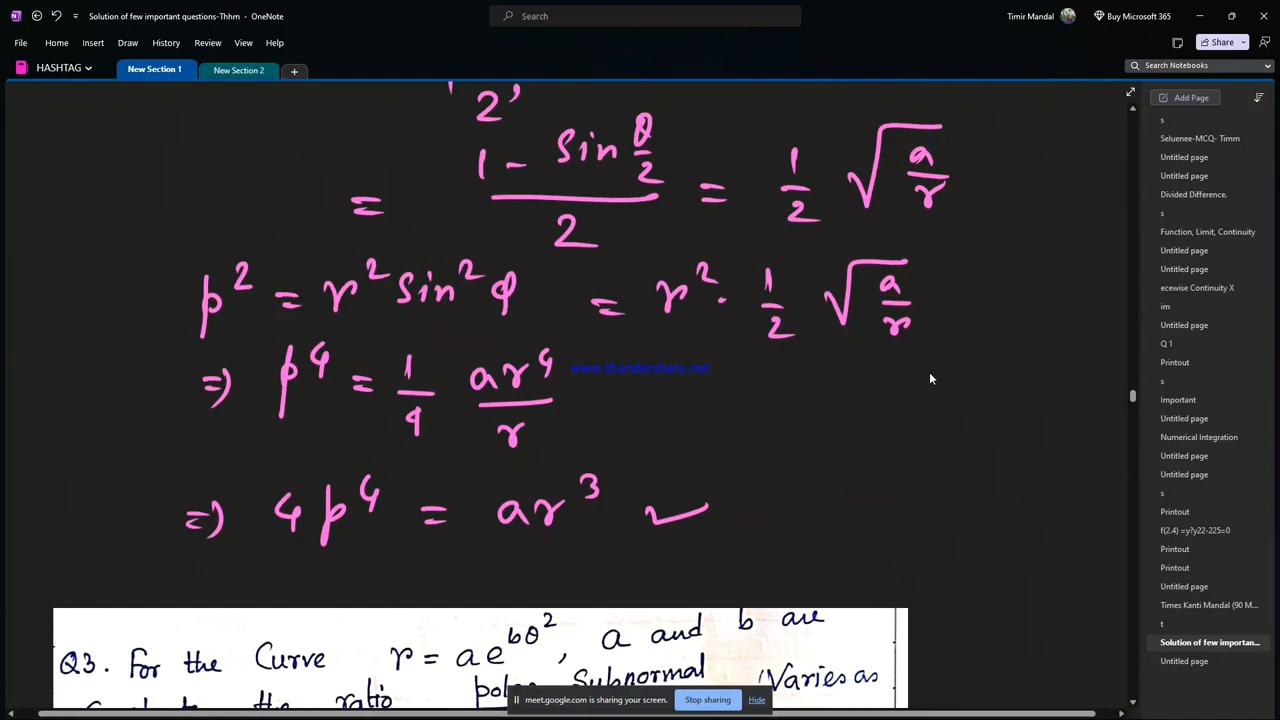 Solution of few important questions-Thhm - OneNote
Search
Timir Mandal
Buy Microsoft 365
File Home Insert Draw History Review View Help
Share
HASHTAG
New Section 1
New Section 2
Search Notebooks
Add Page
2
= (1 - Sin θ/2) / 2 = 1/2 √(a/r)
p² = r² Sin² φ = r² · 1/2 √(a/r)
⇒ p⁴ = 1/4 ar⁴/r
www.thundershare.net
⇒ 4p⁴ = ar³ ✓
Q3. For the Curve r = ae^{bθ²}, a and b are
the ratio polar Subnormal Varies as
meet.google.com is sharing your screen.
Stop sharing
Hide
s
Seluenee-MCQ- Timm
Untitled page
Untitled page
Divided Difference.
s
Function, Limit, Continuity
Untitled page
Untitled page
ecewise Continuity X
im
Untitled page
Q 1
Printout
s
Important
Untitled page
Numerical Integration
Untitled page
Untitled page
s
Printout
f(2.4) =y?y22-225=0
Printout
Printout
Untitled page
Times Kanti Mandal (90 M...
t
Solution of few importan...
Untitled page